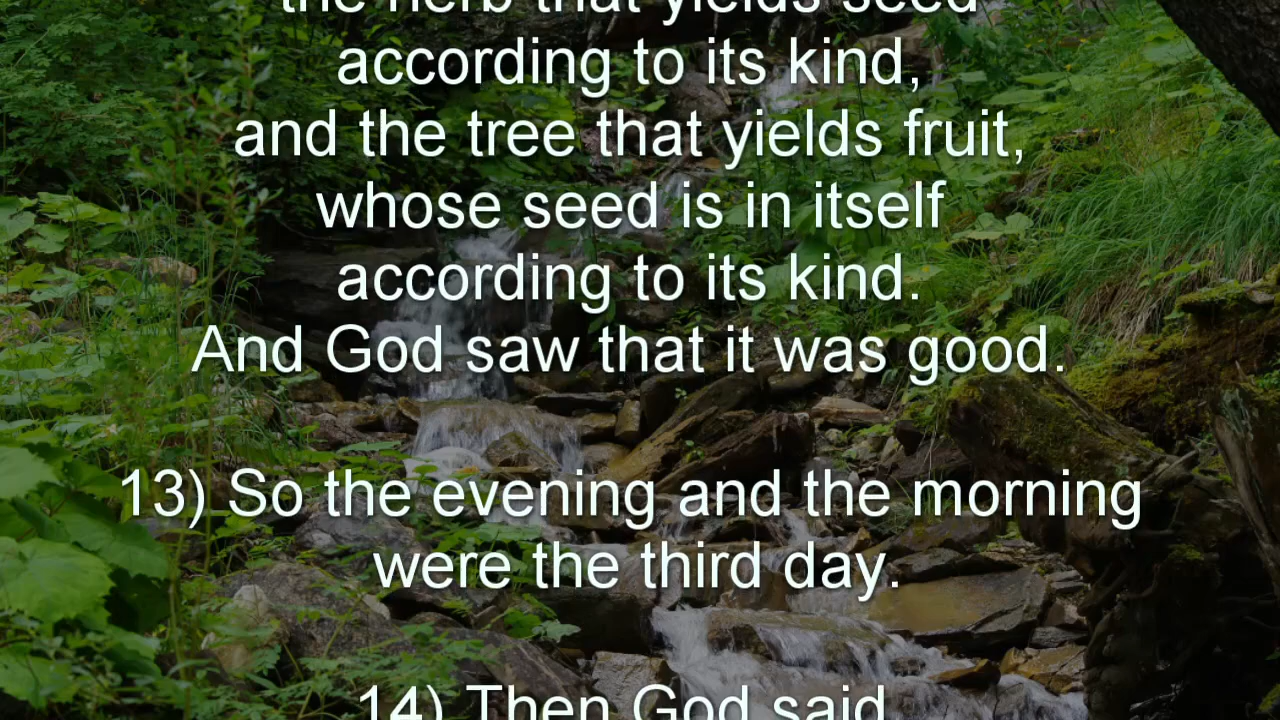 the herb that yields seed
according to its kind,
and the tree that yields fruit,
whose seed is in itself
according to its kind.
And God saw that it was good.
13) So the evening and the morning
were the third day.
14) Then God said,